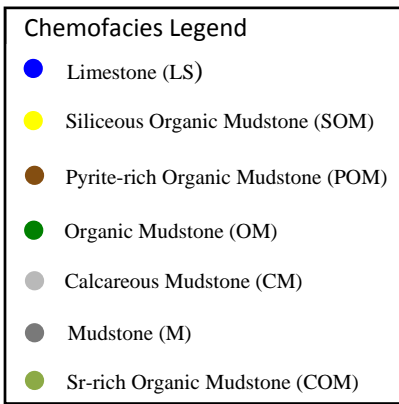 Chemofacies Legend
Limestone (LS)
Siliceous Organic Mudstone (SOM)
Pyrite-rich Organic Mudstone (POM)
Organic Mudstone (OM)
Calcareous Mudstone (CM)
Mudstone (M)
Sr-rich Organic Mudstone (COM)